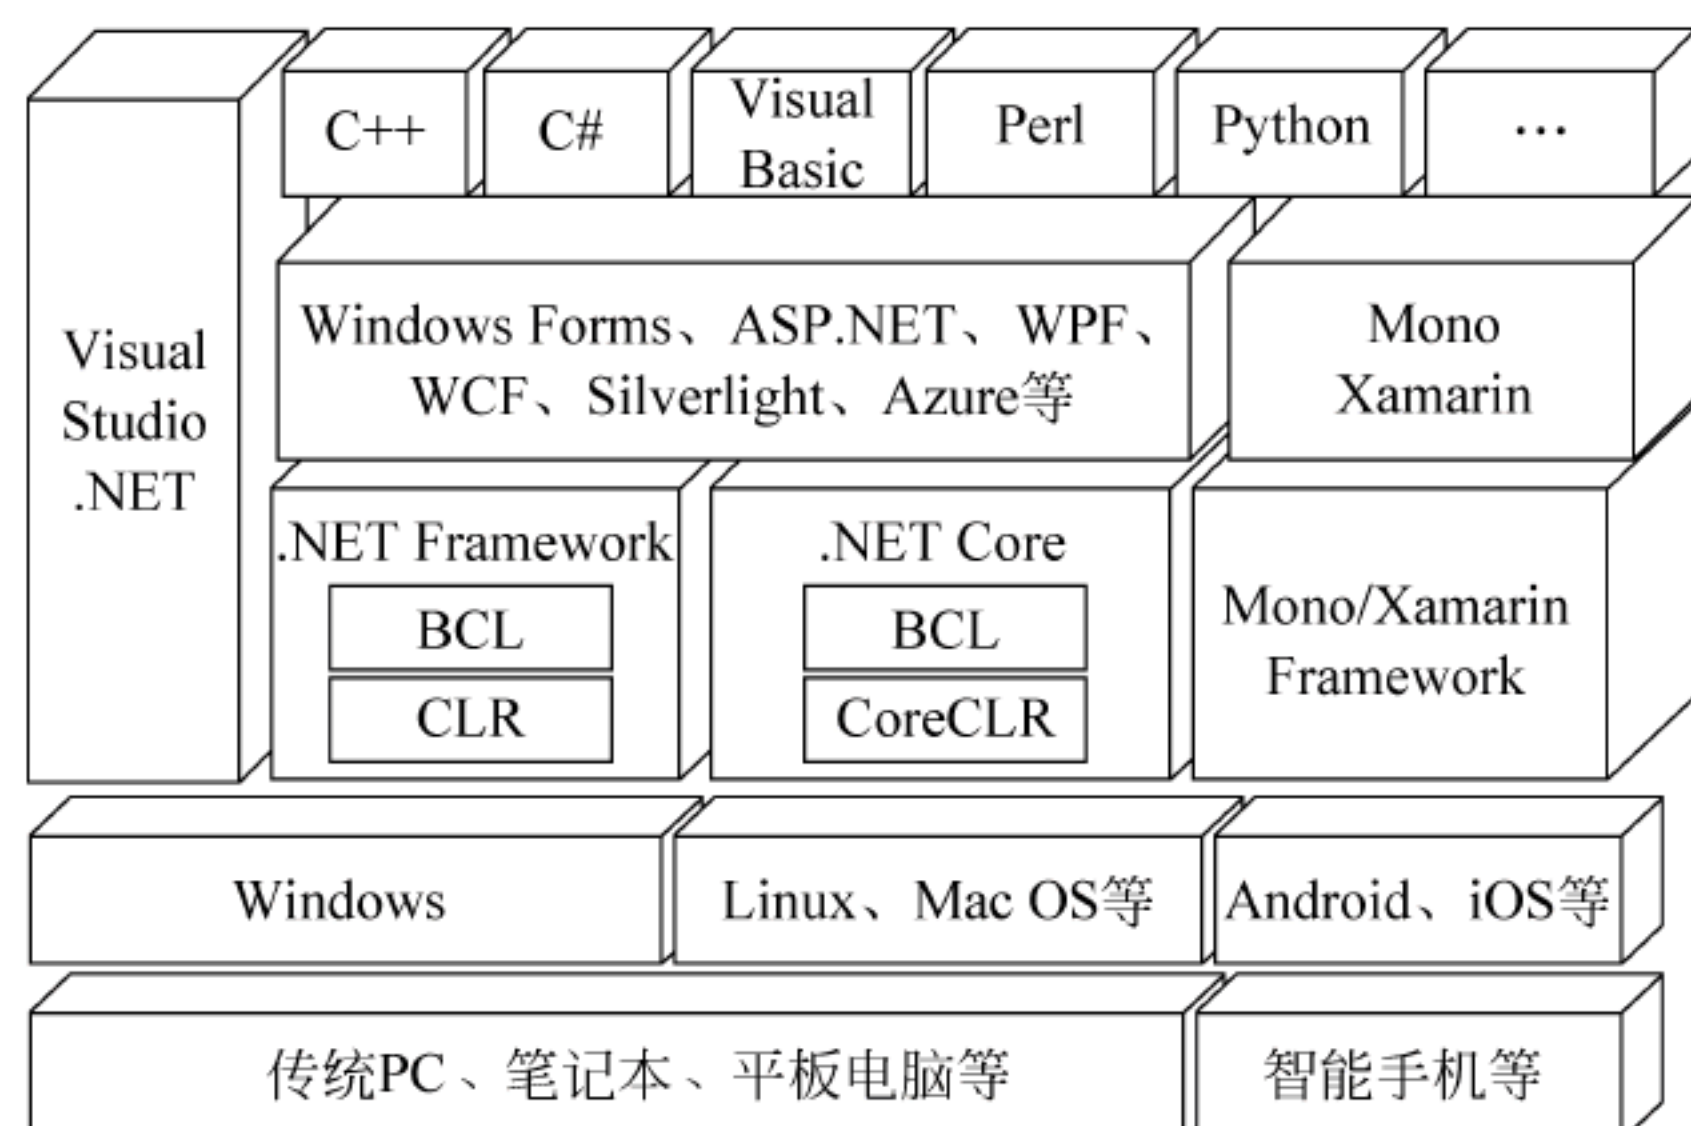 C++
C#
Visual
Basic
Perl
Python
…
Visual
Studio
.NET
Windows Forms、ASP.NET、WPF、
WCF、Silverlight、Azure等
Mono
Xamarin
.NET Framework
BCL
CLR
.NET Core
BCL
CoreCLR
Mono/Xamarin
Framework
Windows
Linux、Mac OS等
Android、iOS等
传统PC、笔记本、平板电脑等
智能手机等